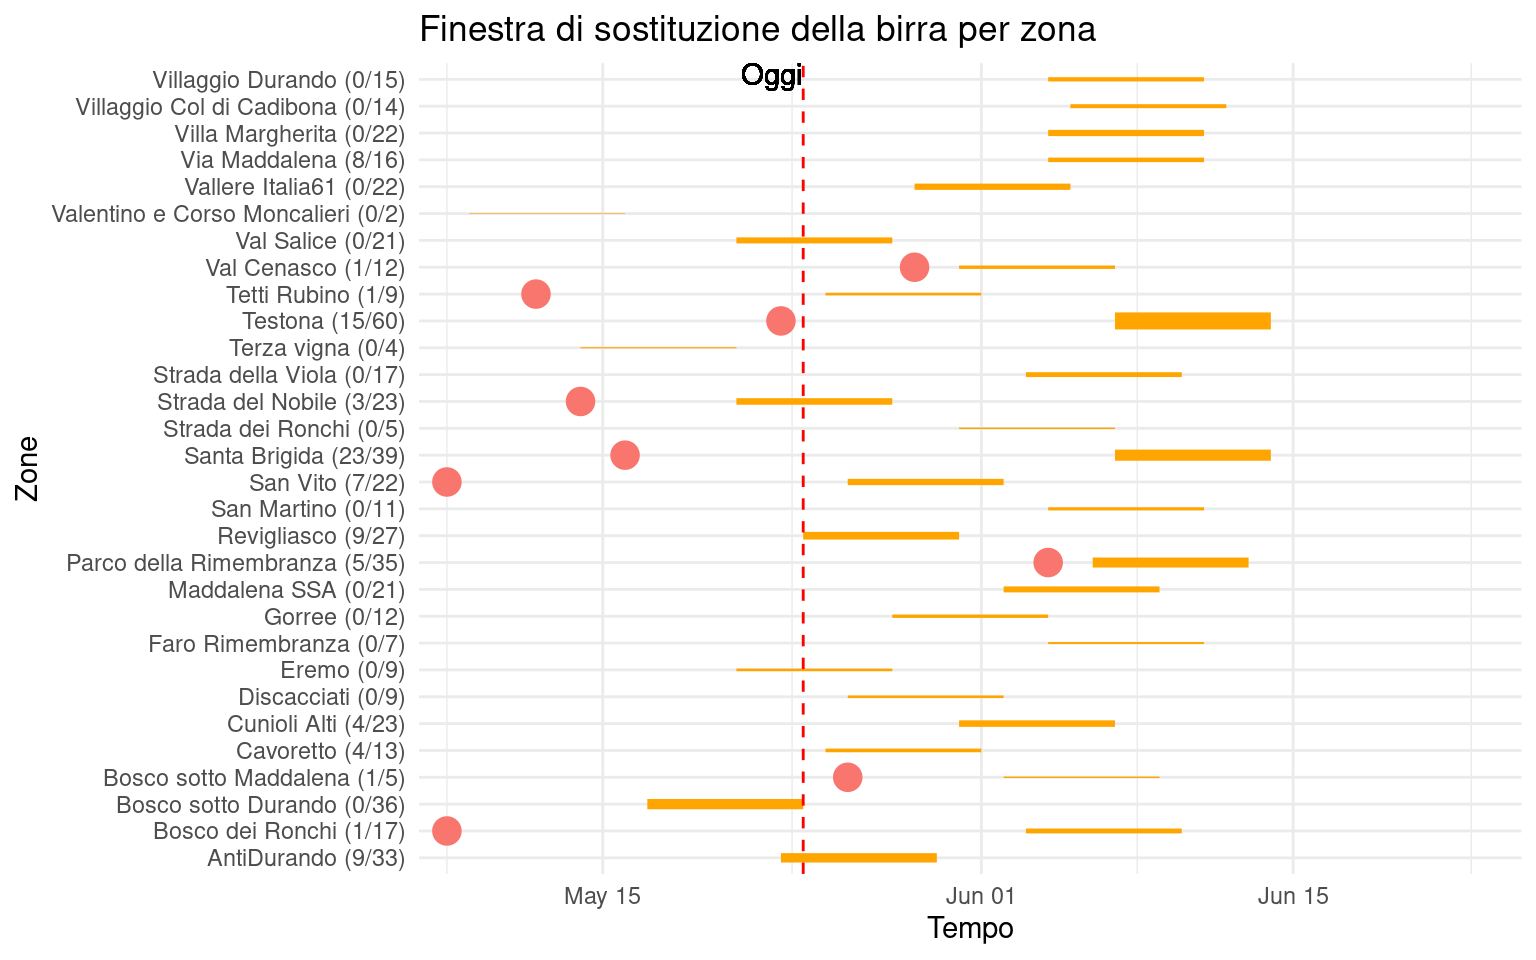 Finestra di sostituzione della birra per zona
Oggi
Villaggio Durando (0/15)
Villaggio Col di Cadibona (0/14)
Villa Margherita (0/22)
Via Maddalena (8/16)
Vallere Italia61 (0/22)
Valentino e Corso Moncalieri (0/2)
Val Salice (0/21)
Val Cenasco (1/12)
Tetti Rubino (1/9)
Testona (15/60)
Terza vigna (0/4)
Strada della Viola (0/17)
Strada del Nobile (3/23)
Strada dei Ronchi (0/5)
Santa Brigida (23/39)
San Vito (7/22)
San Martino (0/11)
Revigliasco (9/27)
Parco della Rimembranza (5/35)
Maddalena SSA (0/21)
Gorree (0/12)
Faro Rimembranza (0/7)
Eremo (0/9)
Discacciati (0/9)
Cunioli Alti (4/23)
Cavoretto (4/13)
Bosco sotto Maddalena (1/5)
Bosco sotto Durando (0/36)
Bosco dei Ronchi (1/17)
AntiDurando (9/33)
Zone
May 15 Jun 01 Jun 15
Tempo